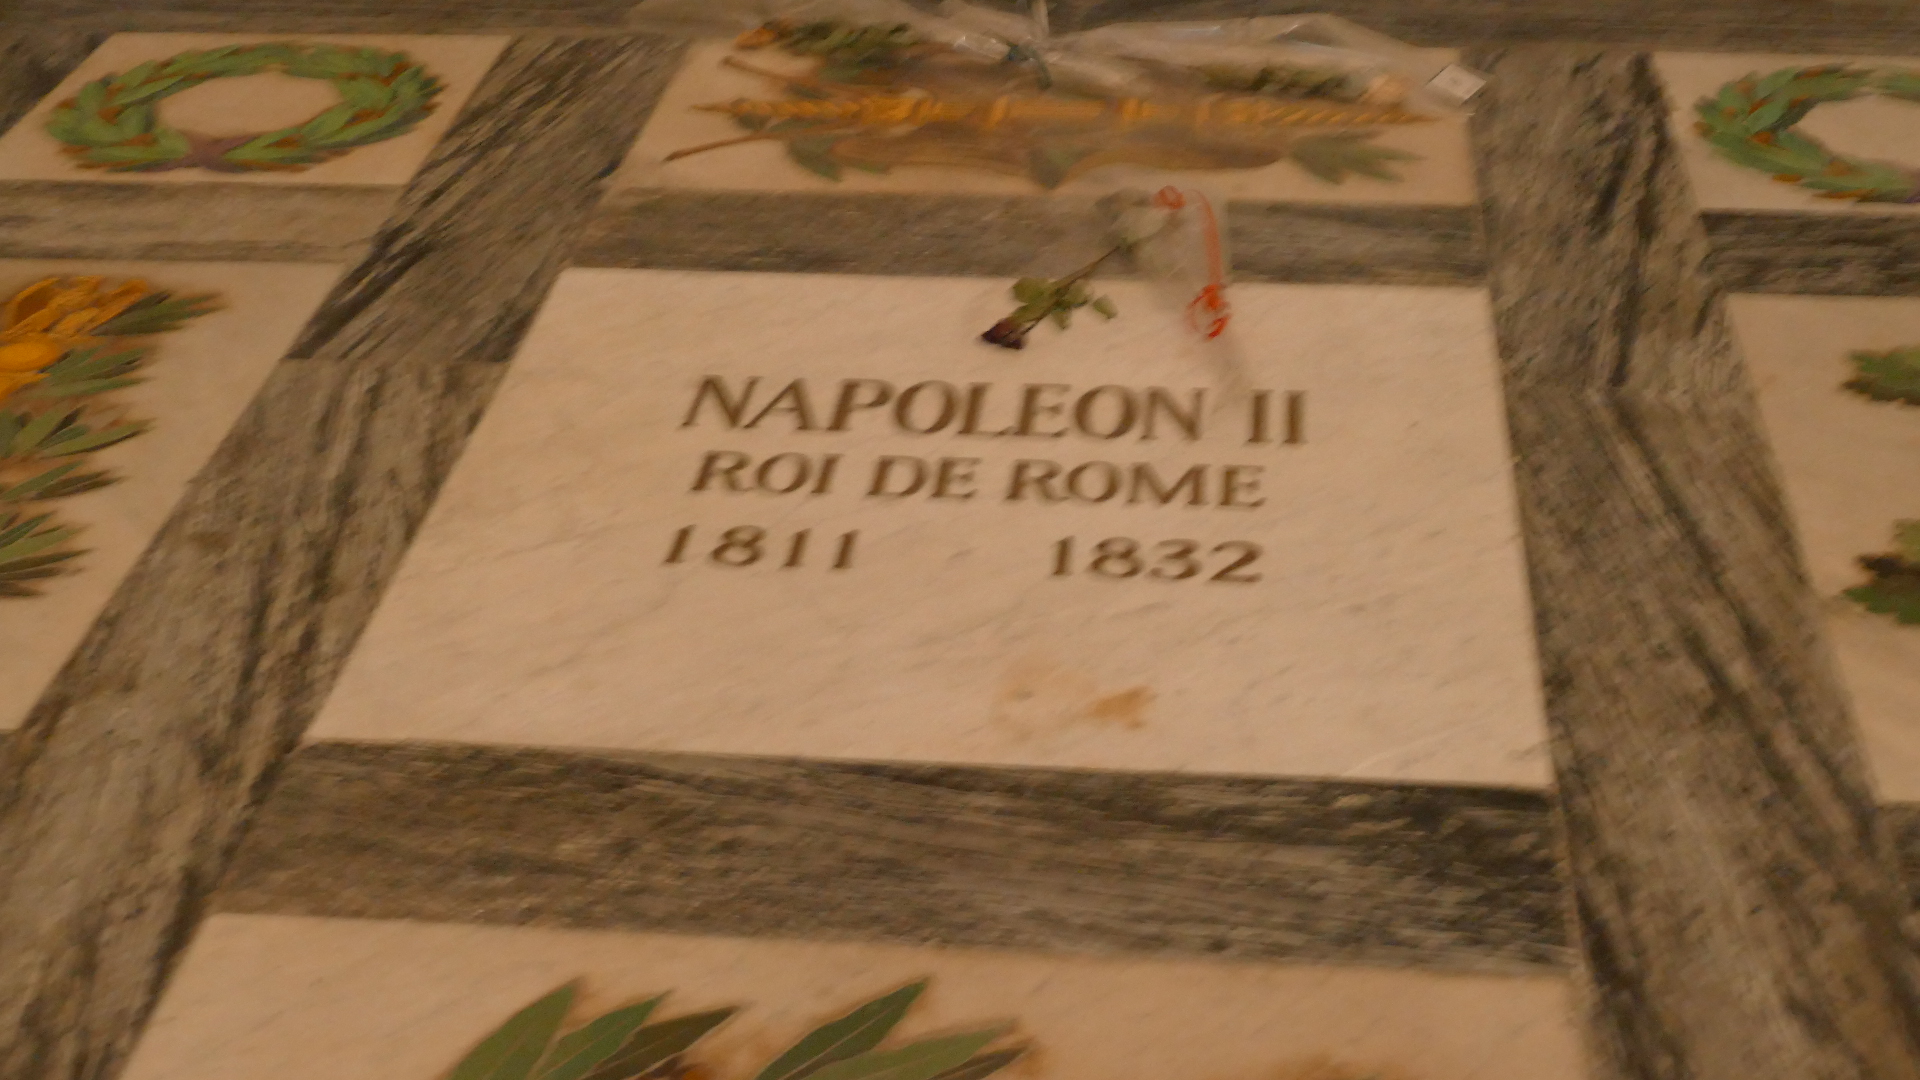 NAPOLEON II
ROI DE ROME
1811 1832